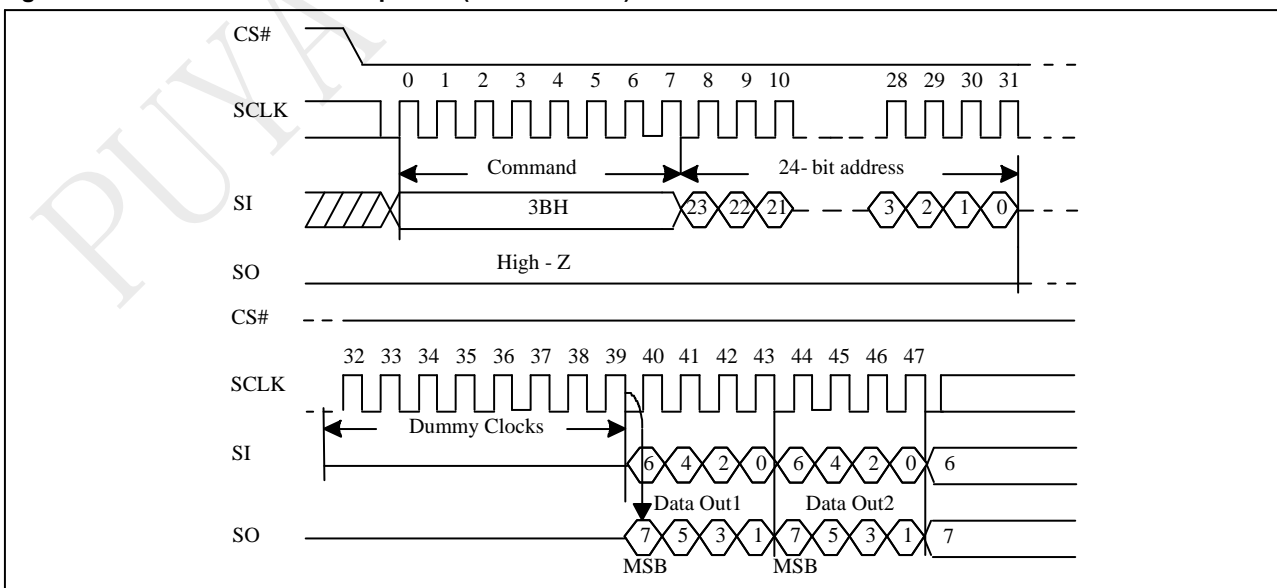 PUYA
CS#
0 1 2 3 4 5 6 7 8 9 10 28 29 30 31
SCLK
Command 24- bit address
SI 3BH 23 22 21 3 2 1 0
High - Z
SO
CS#
32 33 34 35 36 37 38 39 40 41 42 43 44 45 46 47
SCLK
Dummy Clocks
SI 6 4 2 0 6 4 2 0 6
Data Out1 Data Out2
SO 7 5 3 1 7 5 3 1 7
MSB MSB